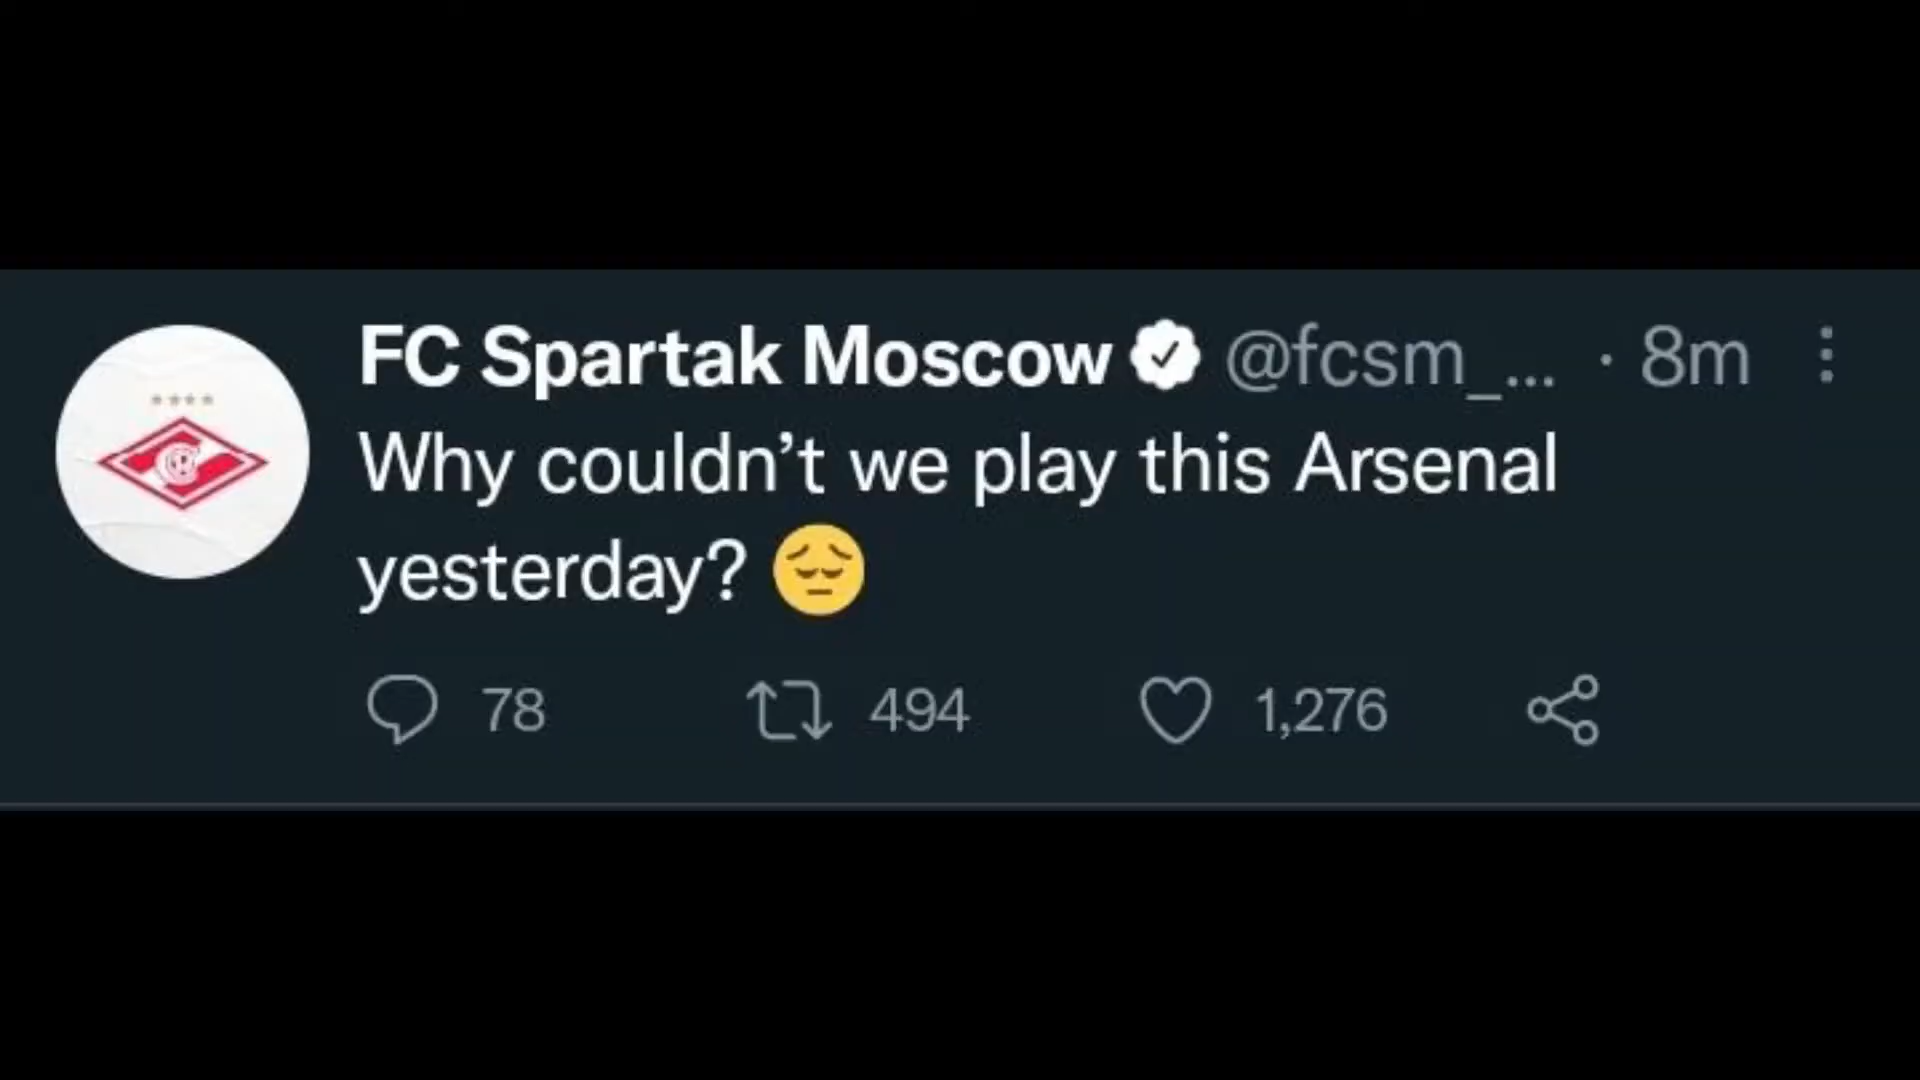 FC Spartak Moscow @fcsm_... · 8m
Why couldn’t we play this Arsenal
yesterday? 😔
78 494 1,276